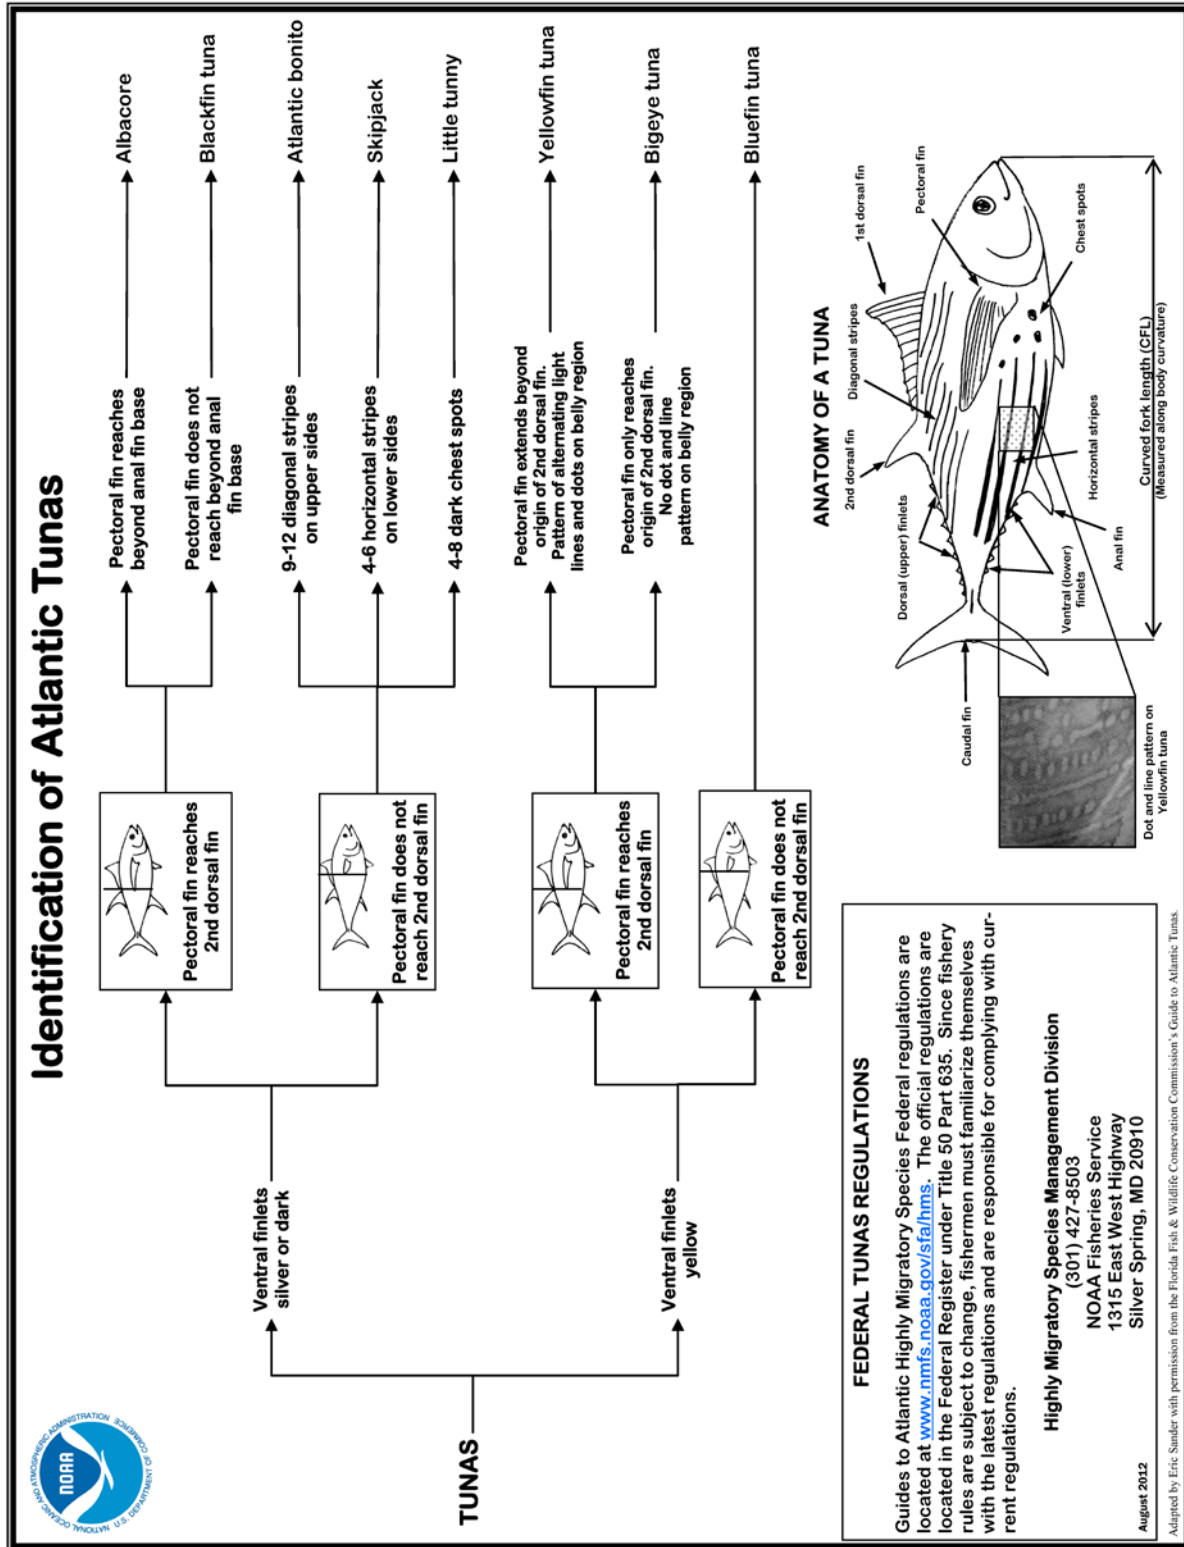 Identification of Atlantic Tunas
NATIONAL OCEANIC AND ATMOSPHERIC ADMINISTRATION
U.S. DEPARTMENT OF COMMERCE
NOAA
TUNAS
Ventral finlets
silver or dark
Ventral finlets
yellow
Pectoral fin reaches
2nd dorsal fin
Pectoral fin does not
reach 2nd dorsal fin
Pectoral fin reaches
2nd dorsal fin
Pectoral fin does not
reach 2nd dorsal fin
Pectoral fin reaches
beyond anal fin base
Albacore
Pectoral fin does not
reach beyond anal
fin base
Blackfin tuna
9-12 diagonal stripes
on upper sides
Atlantic bonito
4-6 horizontal stripes
on lower sides
Skipjack
4-8 dark chest spots
Little tunny
Pectoral fin extends beyond
origin of 2nd dorsal fin.
Pattern of alternating light
lines and dots on belly region
Yellowfin tuna
Pectoral fin only reaches
origin of 2nd dorsal fin.
No dot and line
pattern on belly region
Bigeye tuna
Bluefin tuna
FEDERAL TUNAS REGULATIONS
Guides to Atlantic Highly Migratory Species Federal regulations are
located at www.nmfs.noaa.gov/sfa/hms. The official regulations are
located in the Federal Register under Title 50 Part 635. Since fishery
rules are subject to change, fishermen must familiarize themselves
with the latest regulations and are responsible for complying with cur-
rent regulations.
Highly Migratory Species Management Division
(301) 427-8503
NOAA Fisheries Service
1315 East West Highway
Silver Spring, MD 20910
August 2012
ANATOMY OF A TUNA
Caudal fin
Dorsal (upper) finlets
2nd dorsal fin
Diagonal stripes
1st dorsal fin
Pectoral fin
Chest spots
Horizontal stripes
Anal fin
Ventral (lower)
finlets
Curved fork length (CFL)
(Measured along body curvature)
Dot and line pattern on
Yellowfin tuna
Adapted by Eric Sander with permission from the Florida Fish & Wildlife Conservation Commission's Guide to Atlantic Tunas.